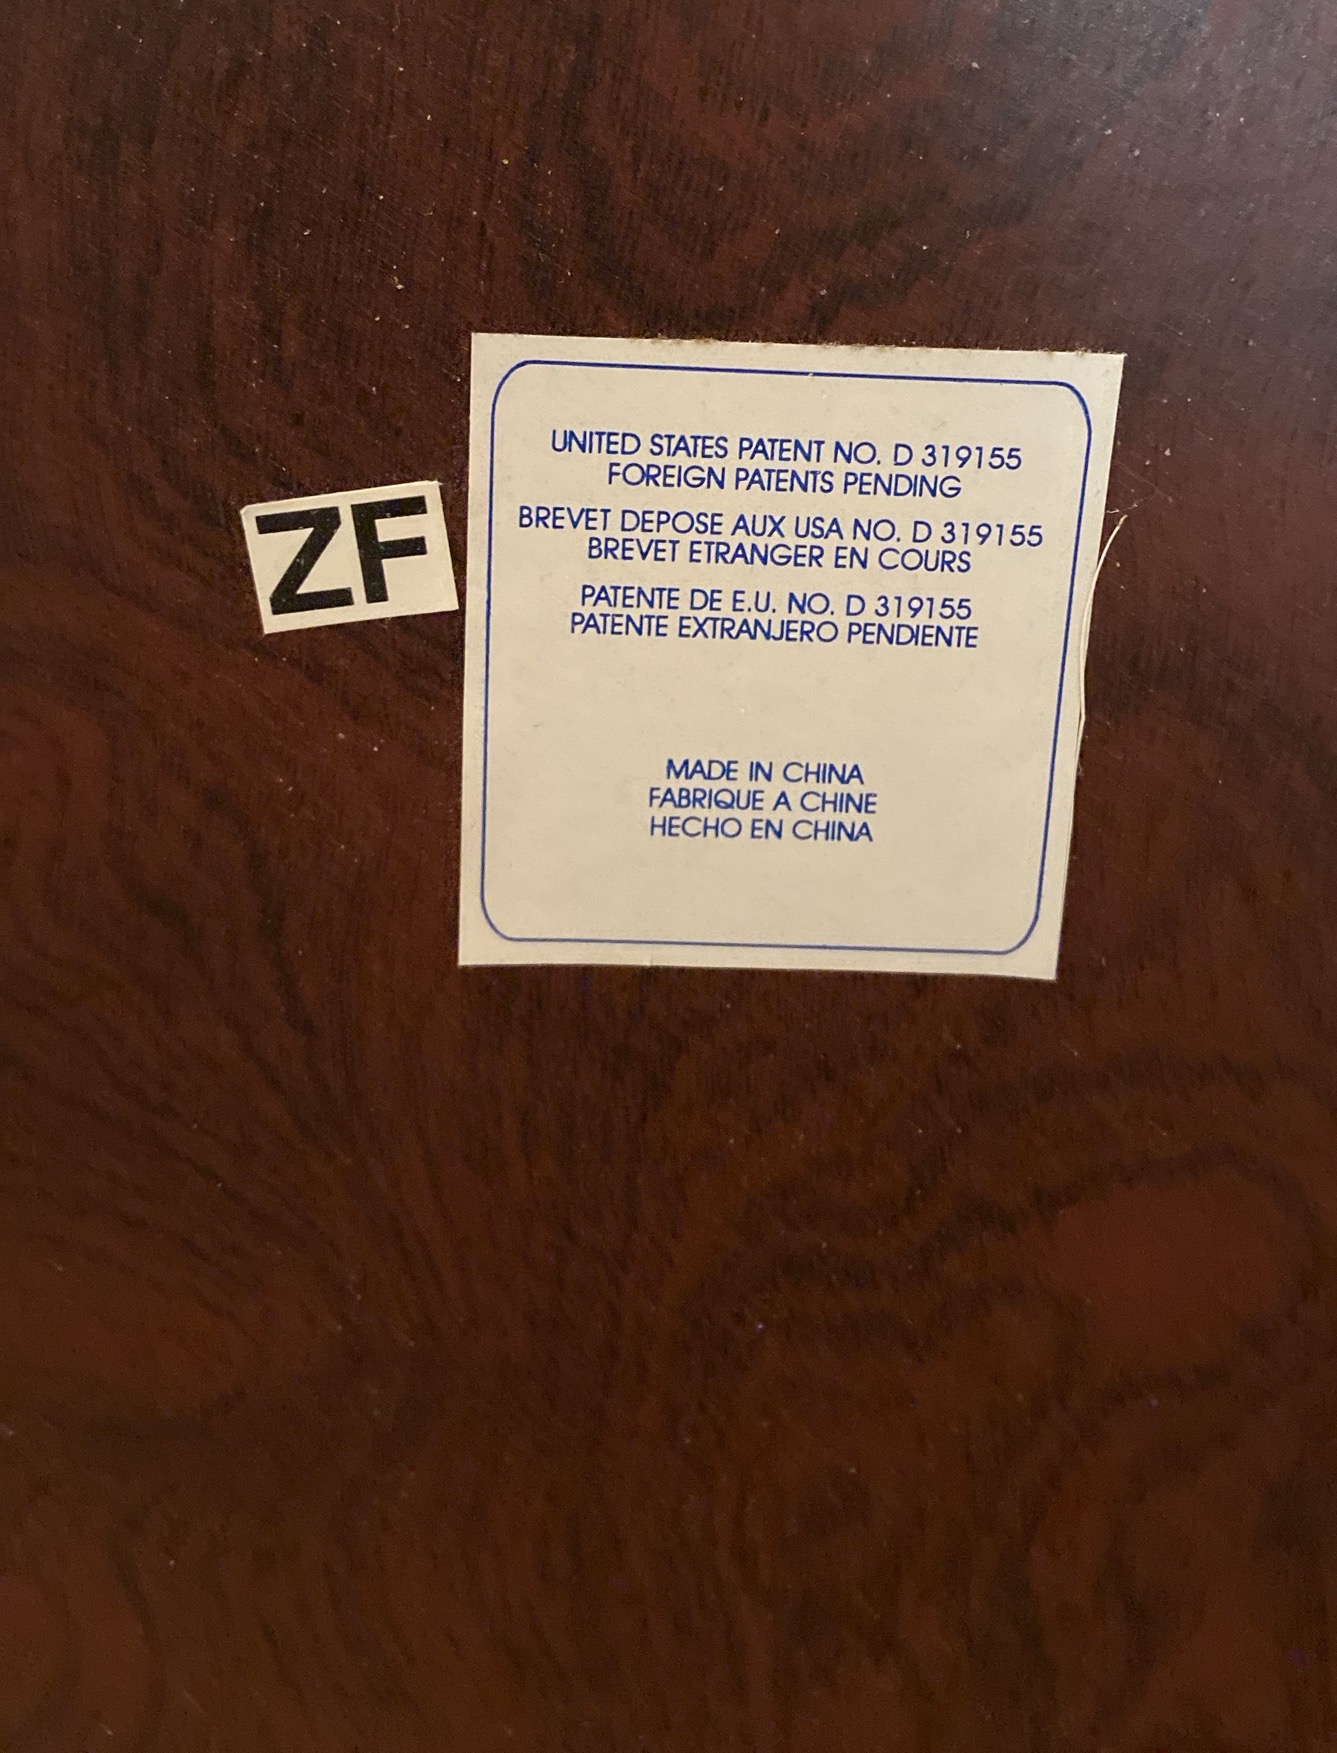 ZF
UNITED STATES PATENT NO. D 319155
FOREIGN PATENTS PENDING
BREVET DEPOSE AUX USA NO. D 319155
BREVET ETRANGER EN COURS
PATENTE DE E.U. NO. D 319155
PATENTE EXTRANJERO PENDIENTE
MADE IN CHINA
FABRIQUE A CHINE
HECHO EN CHINA